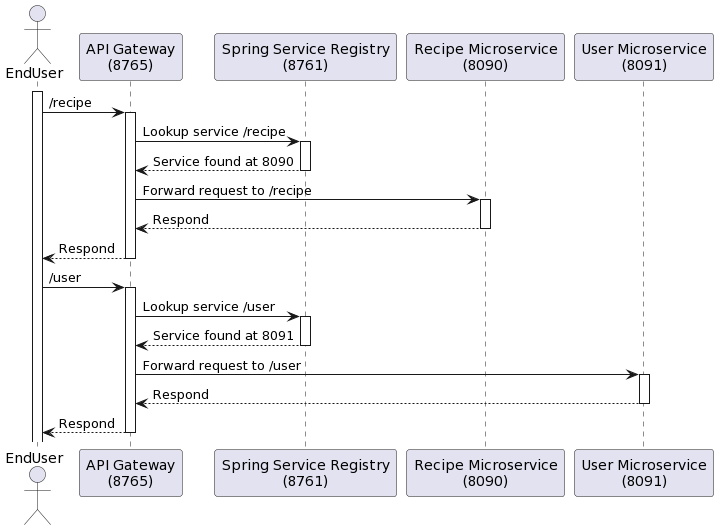 EndUser
API Gateway
(8765)
Spring Service Registry
(8761)
Recipe Microservice
(8090)
User Microservice
(8091)
/recipe
Lookup service /recipe
Service found at 8090
Forward request to /recipe
Respond
Respond
/user
Lookup service /user
Service found at 8091
Forward request to /user
Respond
Respond
EndUser
API Gateway
(8765)
Spring Service Registry
(8761)
Recipe Microservice
(8090)
User Microservice
(8091)